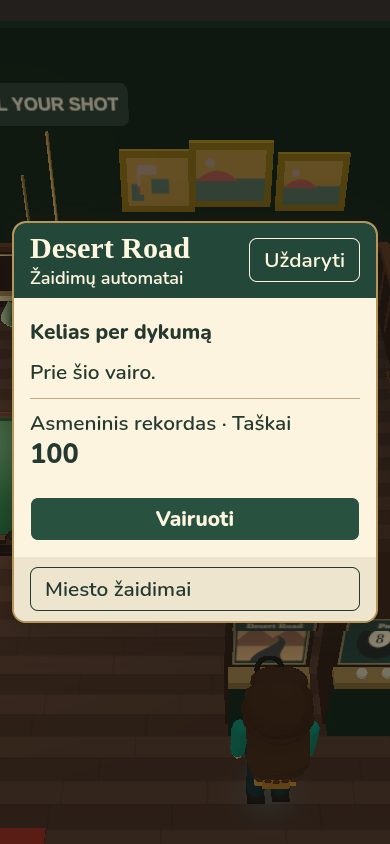 L YOUR SHOT
Desert Road
Žaidimų automatai
Uždaryti
Kelias per dykumą
Prie šio vairo.
Asmeninis rekordas · Taškai
100
Vairuoti
Miesto žaidimai
Desert Road
8